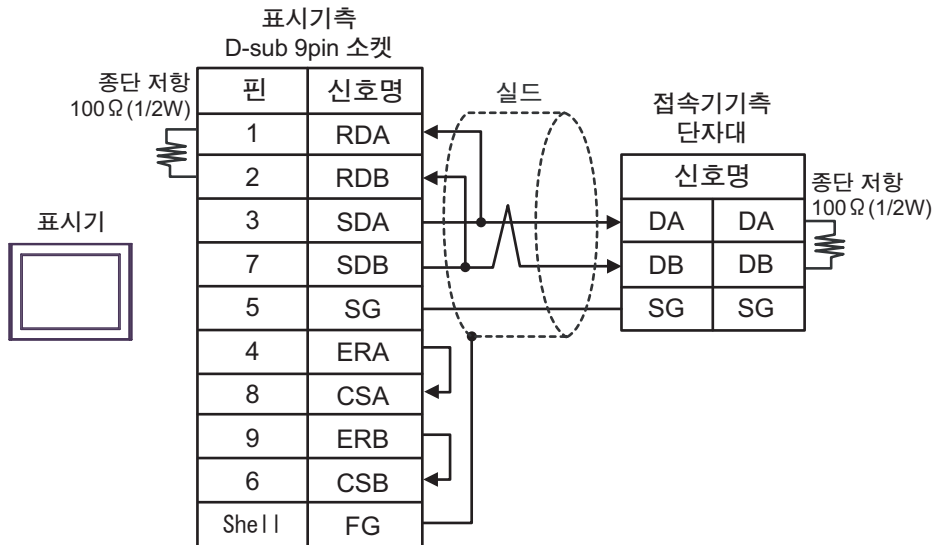 표시기측
D-sub 9pin 소켓
종단 저항
100Ω(1/2W)
핀 신호명
1 RDA
2 RDB
3 SDA
7 SDB
5 SG
4 ERA
8 CSA
9 ERB
6 CSB
Shell FG
표시기
실드
접속기기측
단자대
신호명
DA DA
DB DB
SG SG
종단 저항
100Ω(1/2W)